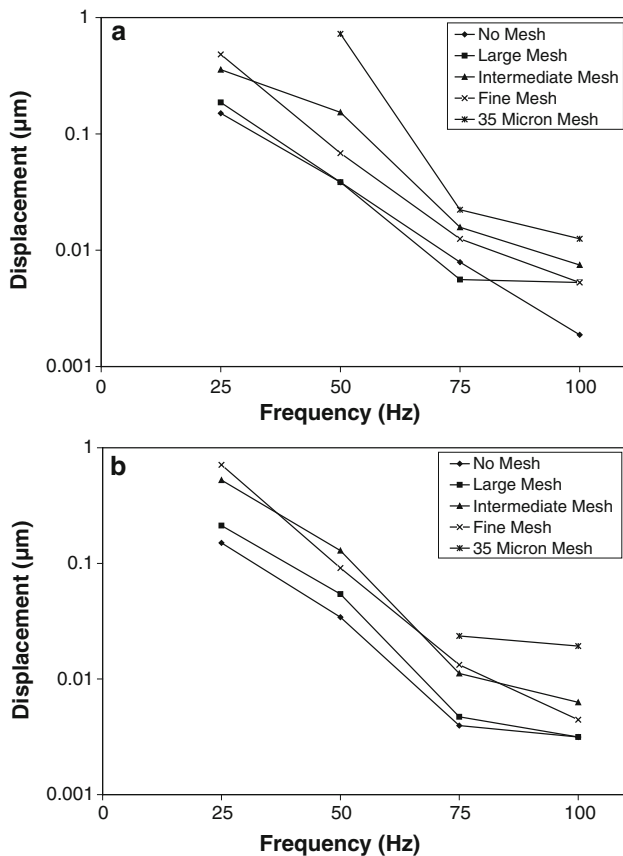 a
1
0.1
0.01
0.001
Displacement (µm)
0
25
50
75
100
Frequency (Hz)
No Mesh
Large Mesh
Intermediate Mesh
Fine Mesh
35 Micron Mesh
b
1
0.1
0.01
0.001
Displacement (µm)
0
25
50
75
100
Frequency (Hz)
No Mesh
Large Mesh
Intermediate Mesh
Fine Mesh
35 Micron Mesh